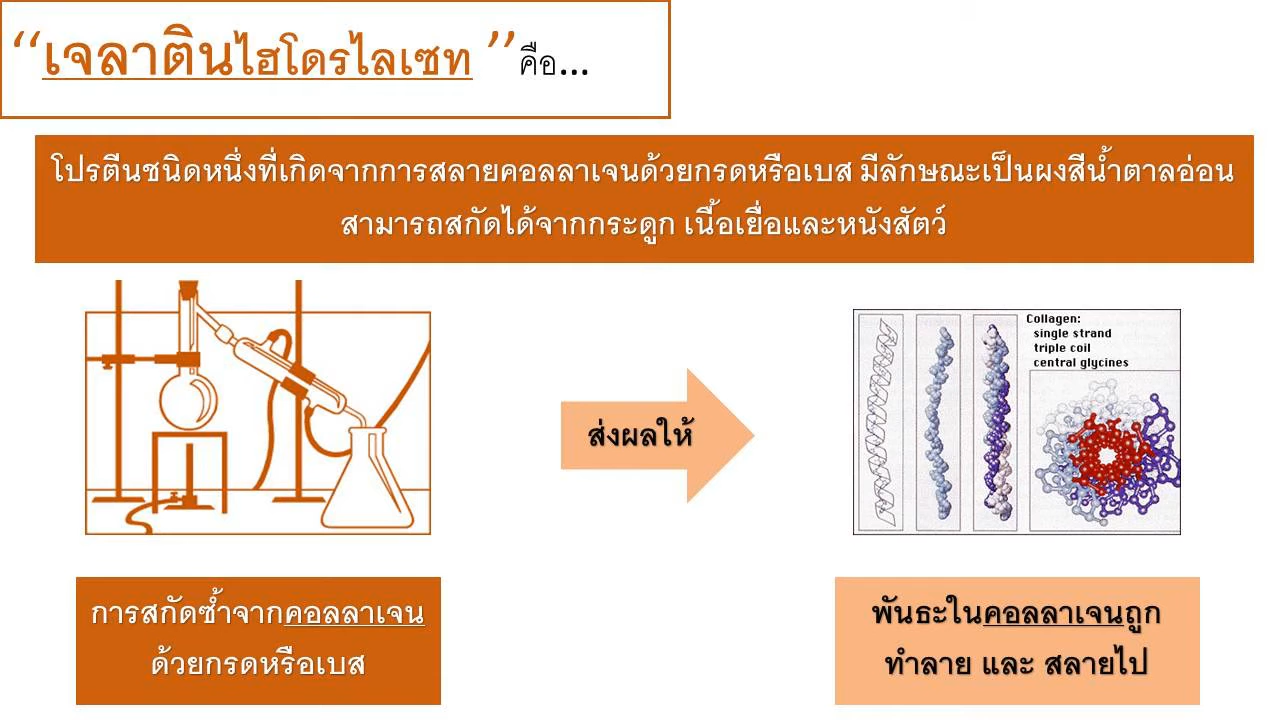 “เจลาตินไฮโดรไลเซท ”คือ...
โปรตีนชนิดหนึ่งที่เกิดจากการสลายคอลลาเจนด้วยกรดหรือเบส มีลักษณะเป็นผงสีน้ำตาลอ่อน
สามารถสกัดได้จากกระดูก เนื้อเยื่อและหนังสัตว์
ส่งผลให้
Collagen:
single strand
triple coil
central glycines
การสกัดซ้ำจากคอลลาเจน
ด้วยกรดหรือเบส
พันธะในคอลลาเจนถูก
ทำลาย และ สลายไป